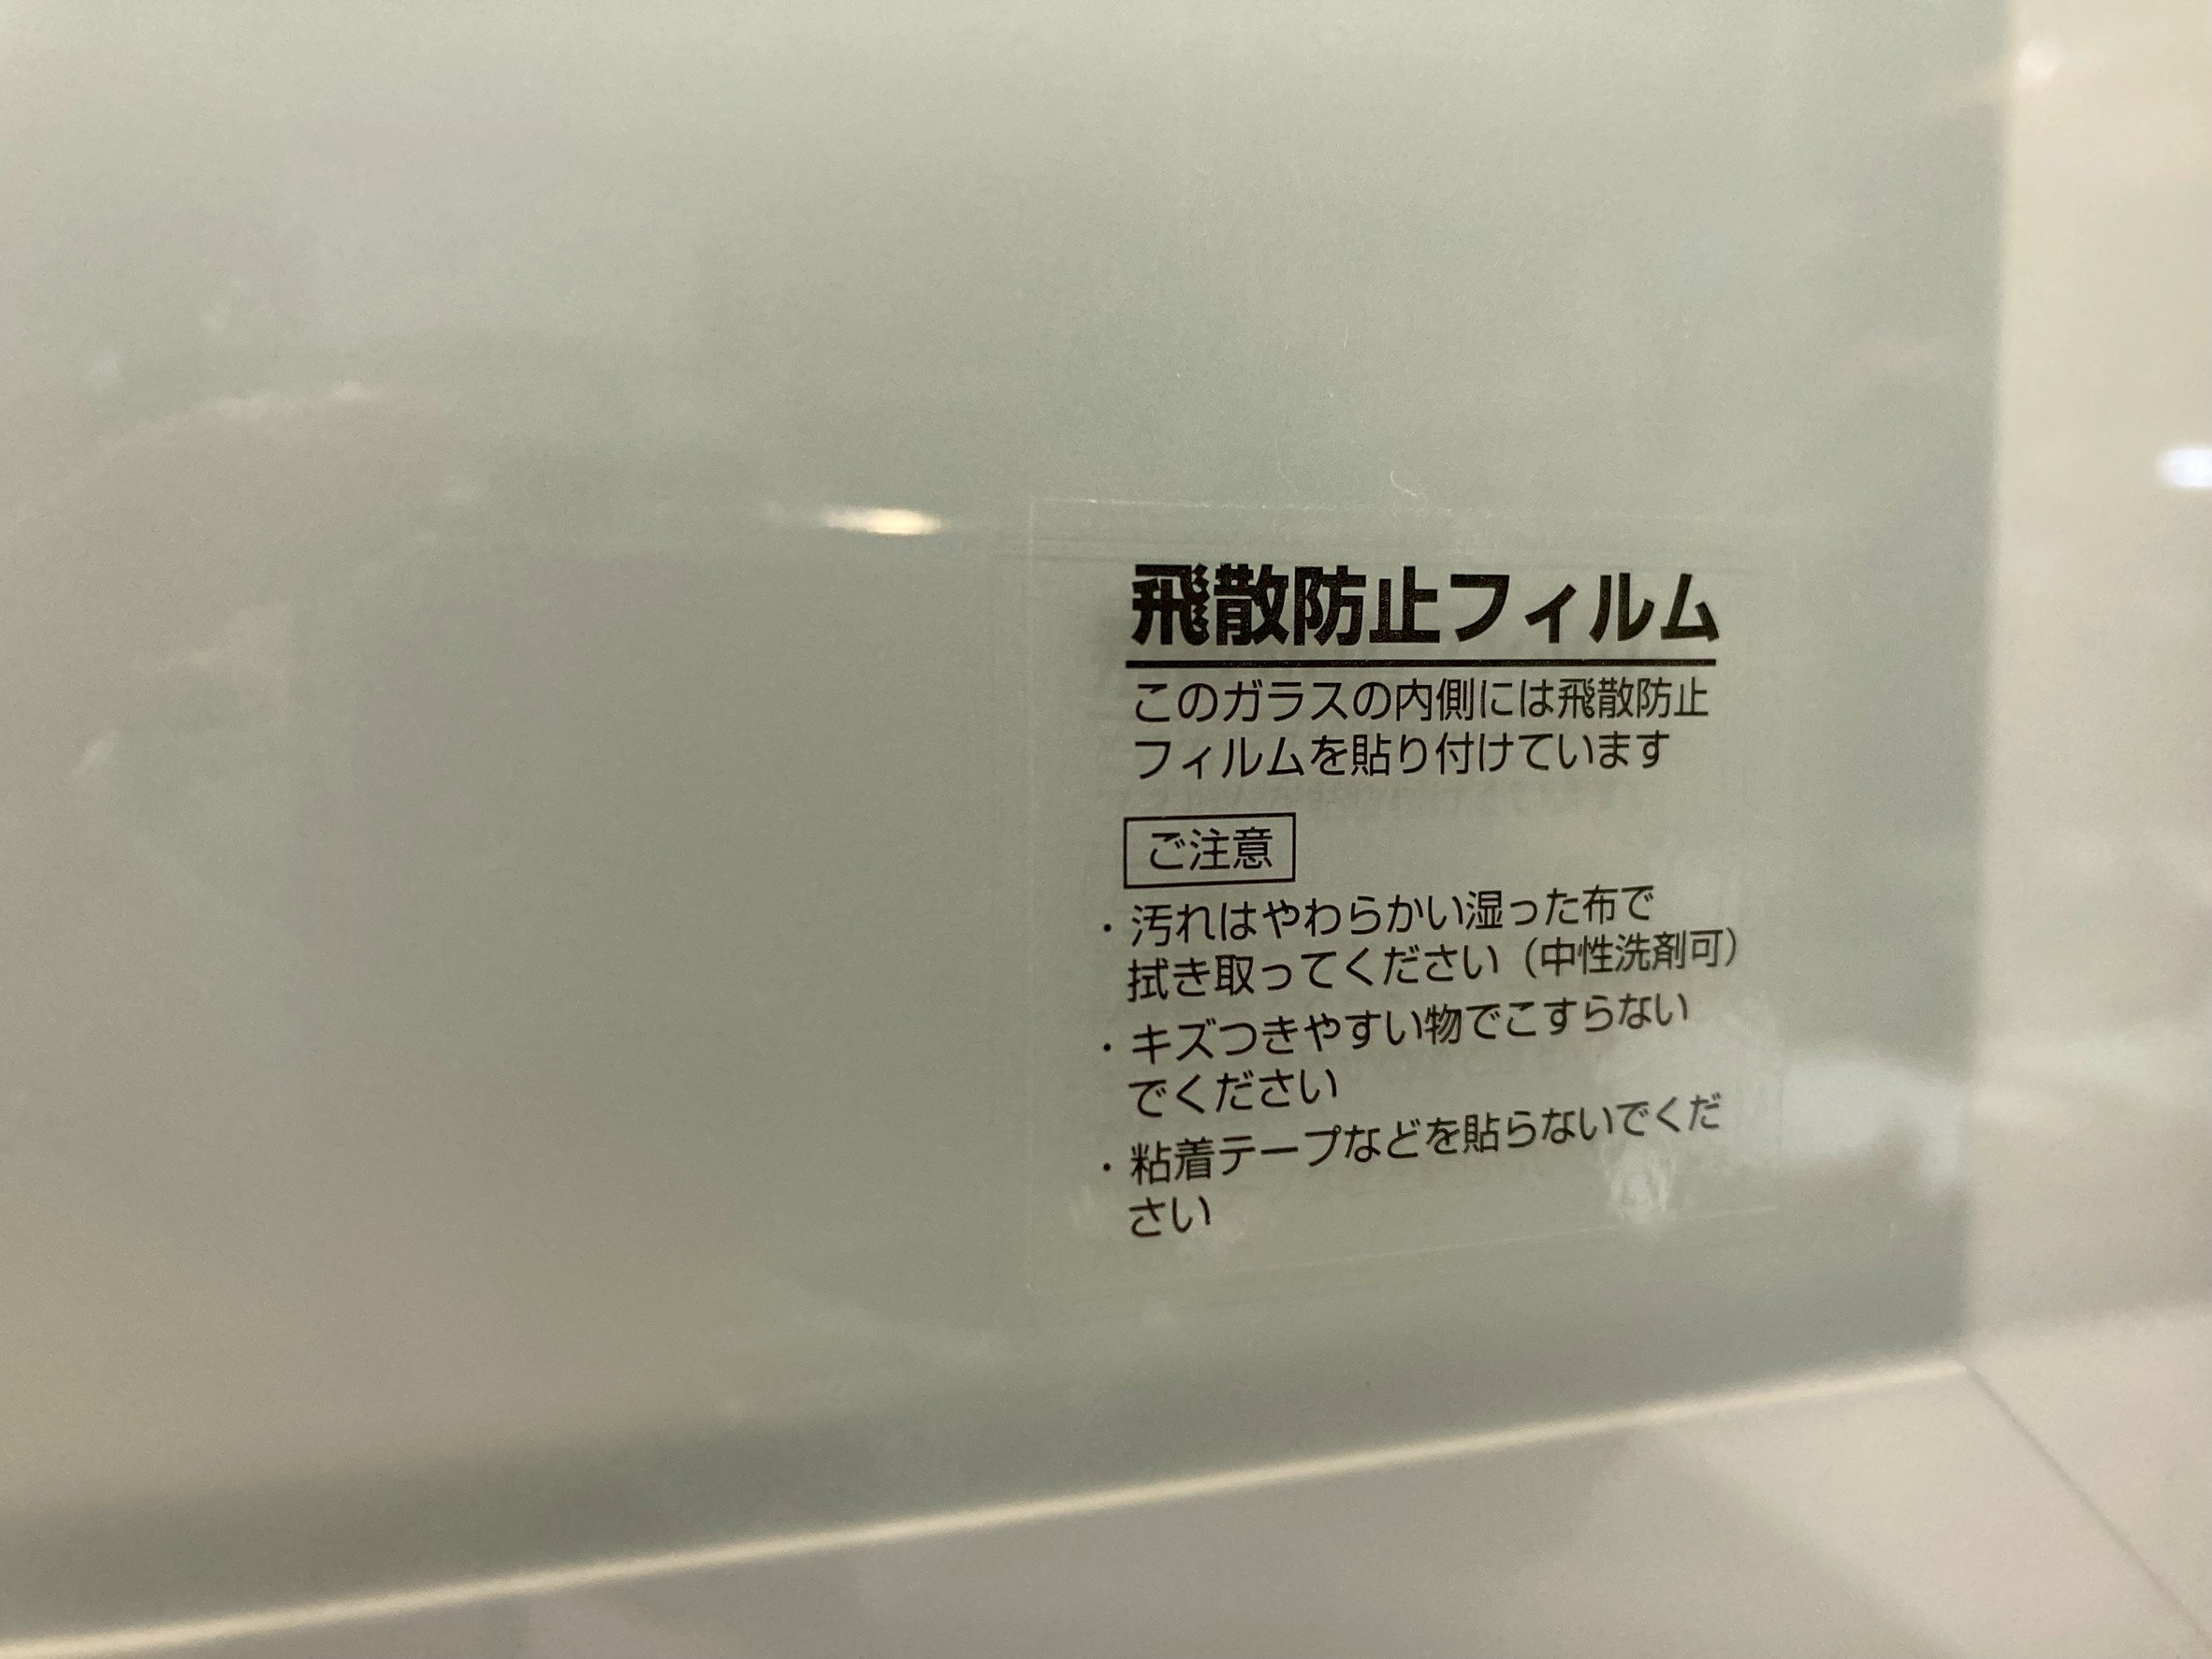 飛散防止フィルム
このガラスの内側には飛散防止
フィルムを貼り付けています
ご注意
・汚れはやわらかい湿った布で
拭き取ってください（中性洗剤可）
・キズつきやすい物でこすらない
でください
・粘着テープなどを貼らないでくだ
さい